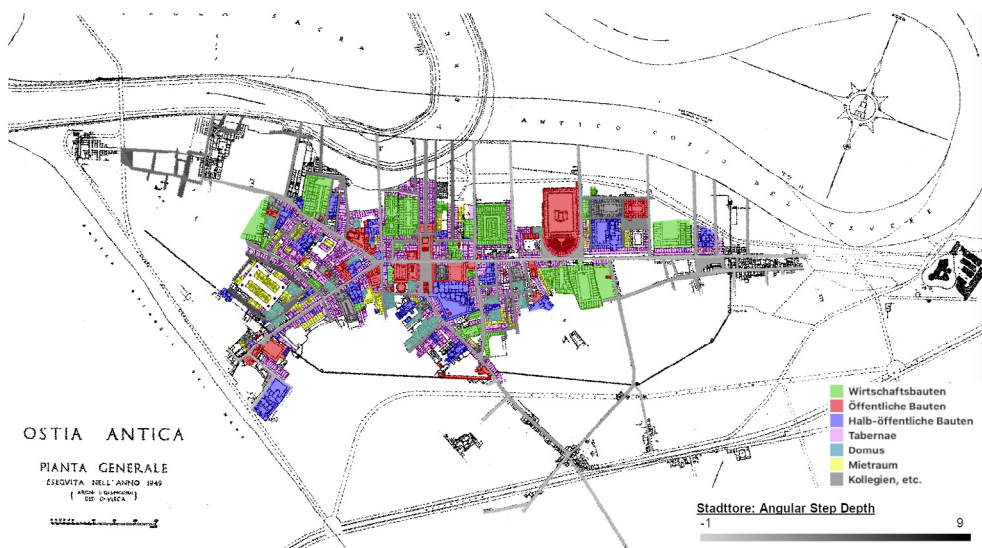 SACRA
ANTICO CORSO DEL TEVERE
OSTIA ANTICA
PIANTA GENERALE
ESEGUITA NELL'ANNO 1949
Wirtschaftsbauten
Öffentliche Bauten
Halb-öffentliche Bauten
Tabernae
Domus
Mietraum
Kollegien, etc.
Stadttore: Angular Step Depth
-1 9